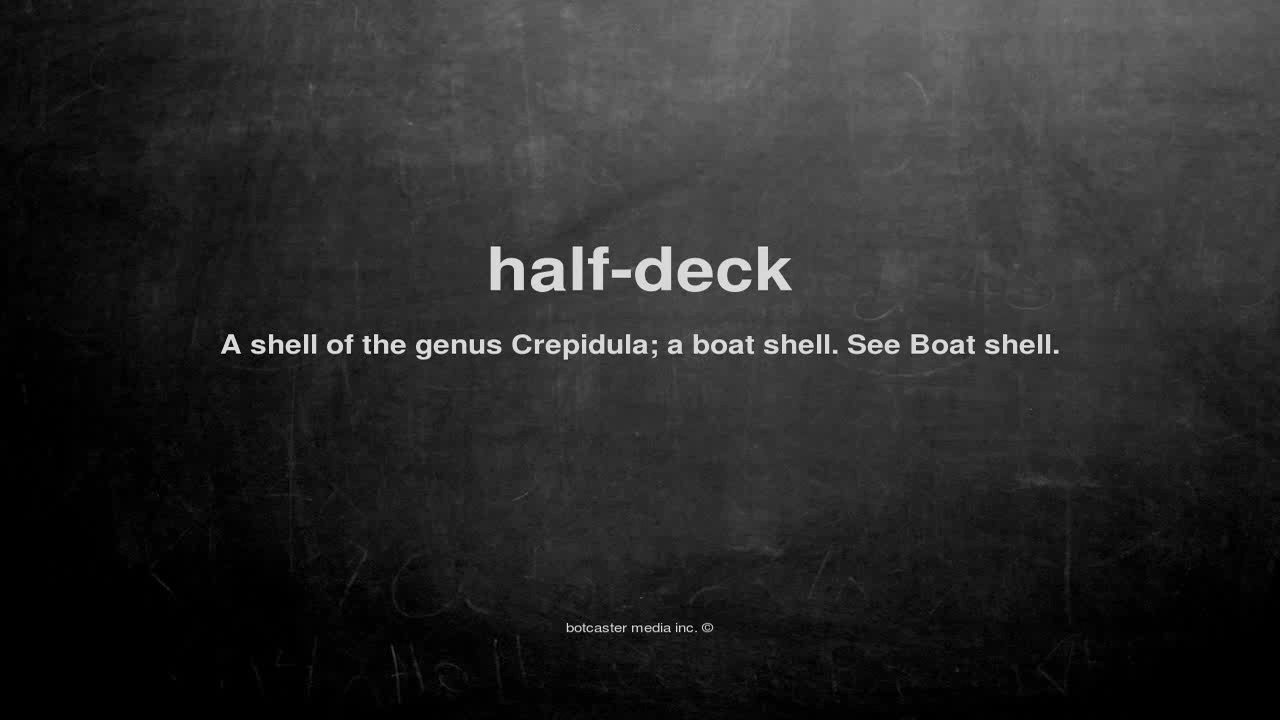 half-deck
A shell of the genus Crepidula; a boat shell. See Boat shell.
botcaster media inc. ©